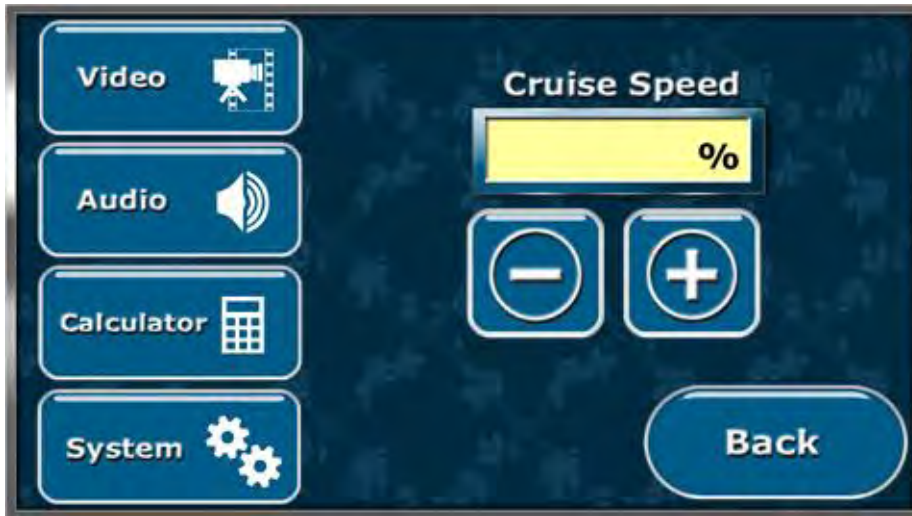 Video
Audio
Calculator
System
Cruise Speed
%
Back